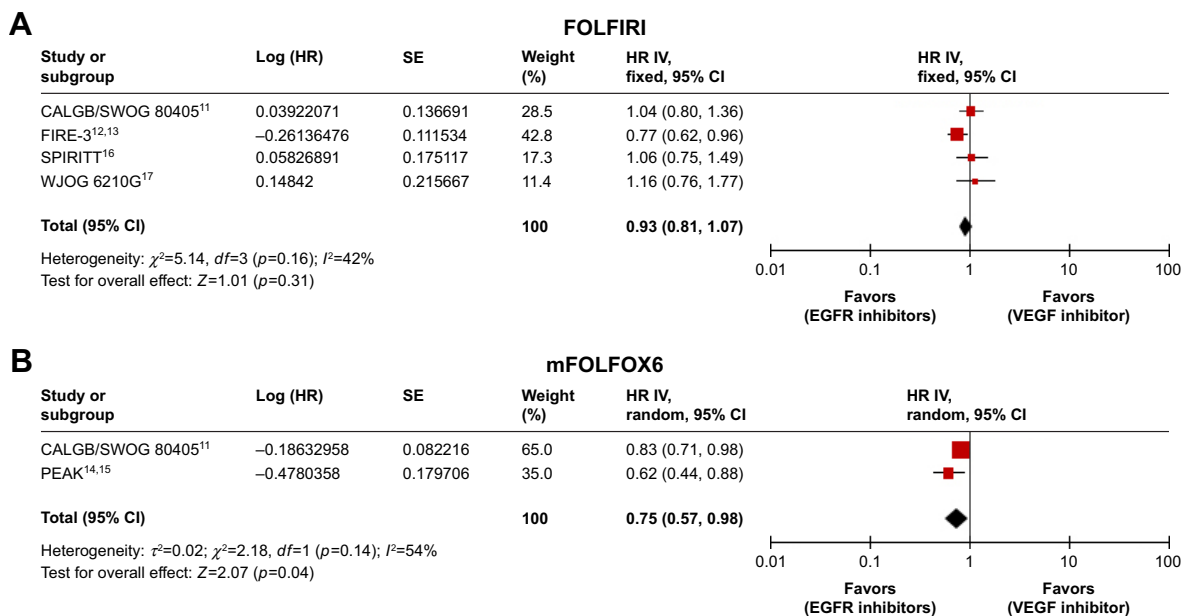 A
FOLFIRI
Study or subgroup Log (HR) SE Weight (%) HR IV, fixed, 95% CI HR IV, fixed, 95% CI
CALGB/SWOG 80405¹¹ 0.03922071 0.136691 28.5 1.04 (0.80, 1.36)
FIRE-3¹²,¹³ –0.26136476 0.111534 42.8 0.77 (0.62, 0.96)
SPIRITT¹⁶ 0.05826891 0.175117 17.3 1.06 (0.75, 1.49)
WJOG 6210G¹⁷ 0.14842 0.215667 11.4 1.16 (0.76, 1.77)
Total (95% CI) 100 0.93 (0.81, 1.07)
Heterogeneity: χ²=5.14, df=3 (p=0.16); I²=42%
Test for overall effect: Z=1.01 (p=0.31)
0.01 0.1 1 10 100
Favors (EGFR inhibitors) Favors (VEGF inhibitor)
B
mFOLFOX6
Study or subgroup Log (HR) SE Weight (%) HR IV, random, 95% CI HR IV, random, 95% CI
CALGB/SWOG 80405¹¹ –0.18632958 0.082216 65.0 0.83 (0.71, 0.98)
PEAK¹⁴,¹⁵ –0.4780358 0.179706 35.0 0.62 (0.44, 0.88)
Total (95% CI) 100 0.75 (0.57, 0.98)
Heterogeneity: τ²=0.02; χ²=2.18, df=1 (p=0.14); I²=54%
Test for overall effect: Z=2.07 (p=0.04)
0.01 0.1 1 10 100
Favors (EGFR inhibitors) Favors (VEGF inhibitor)